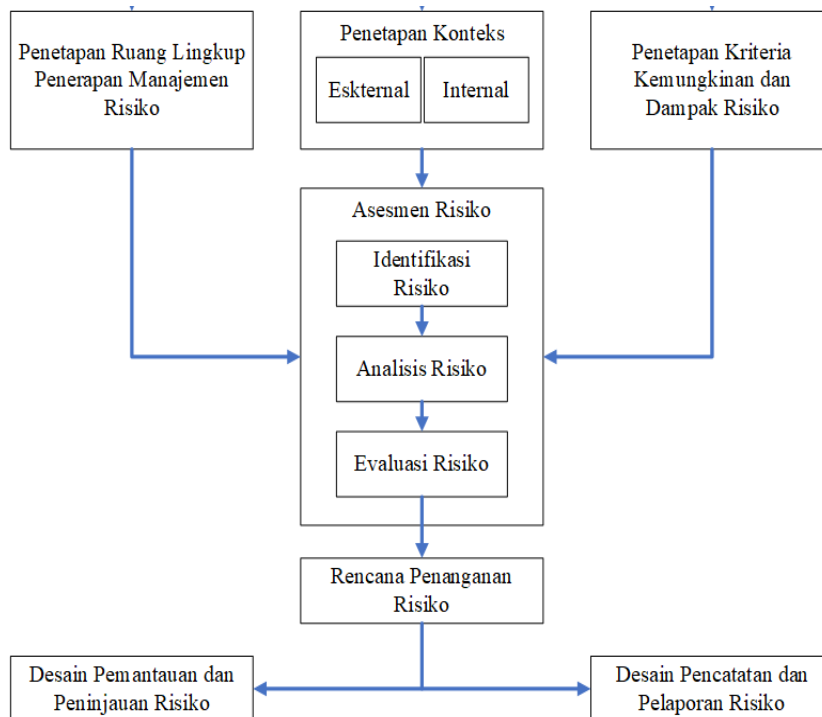 Penetapan Ruang Lingkup
Penerapan Manajemen
Risiko
Penetapan Konteks
Eskternal
Internal
Penetapan Kriteria
Kemungkinan dan
Dampak Risiko
Asesmen Risiko
Identifikasi
Risiko
Analisis Risiko
Evaluasi Risiko
Rencana Penanganan
Risiko
Desain Pemantauan dan
Peninjauan Risiko
Desain Pencatatan dan
Pelaporan Risiko